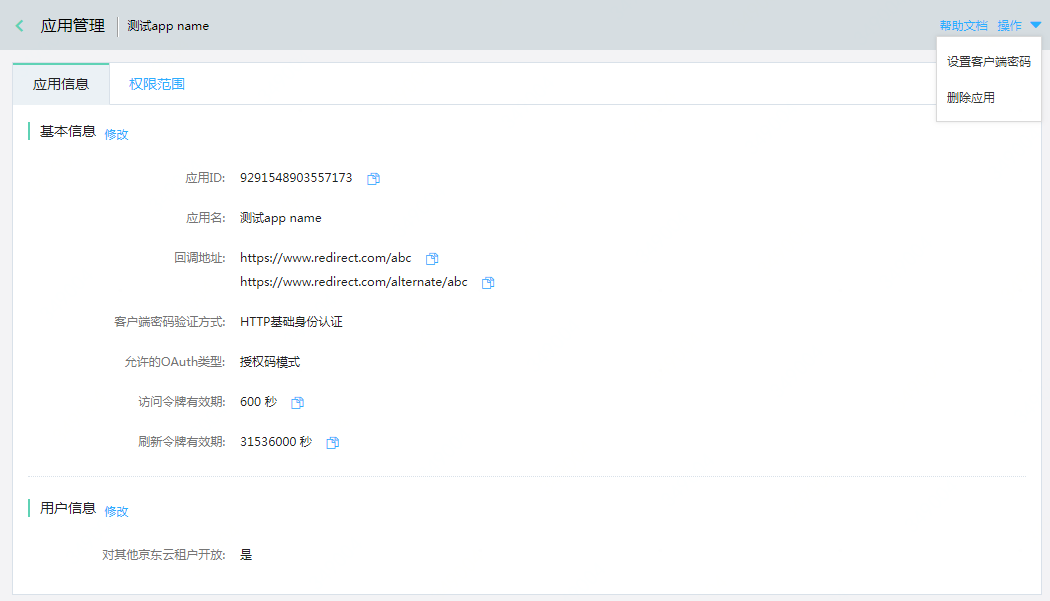 应用管理 测试app name 帮助文档 操作
设置客户端密码
删除应用
应用信息 权限范围
基本信息 修改
应用ID: 9291548903557173
应用名: 测试app name
回调地址: https://www.redirect.com/abc
https://www.redirect.com/alternate/abc
客户端密码验证方式: HTTP基础身份认证
允许的OAuth类型: 授权码模式
访问令牌有效期: 600 秒
刷新令牌有效期: 31536000 秒
用户信息 修改
对其他京东云租户开放: 是